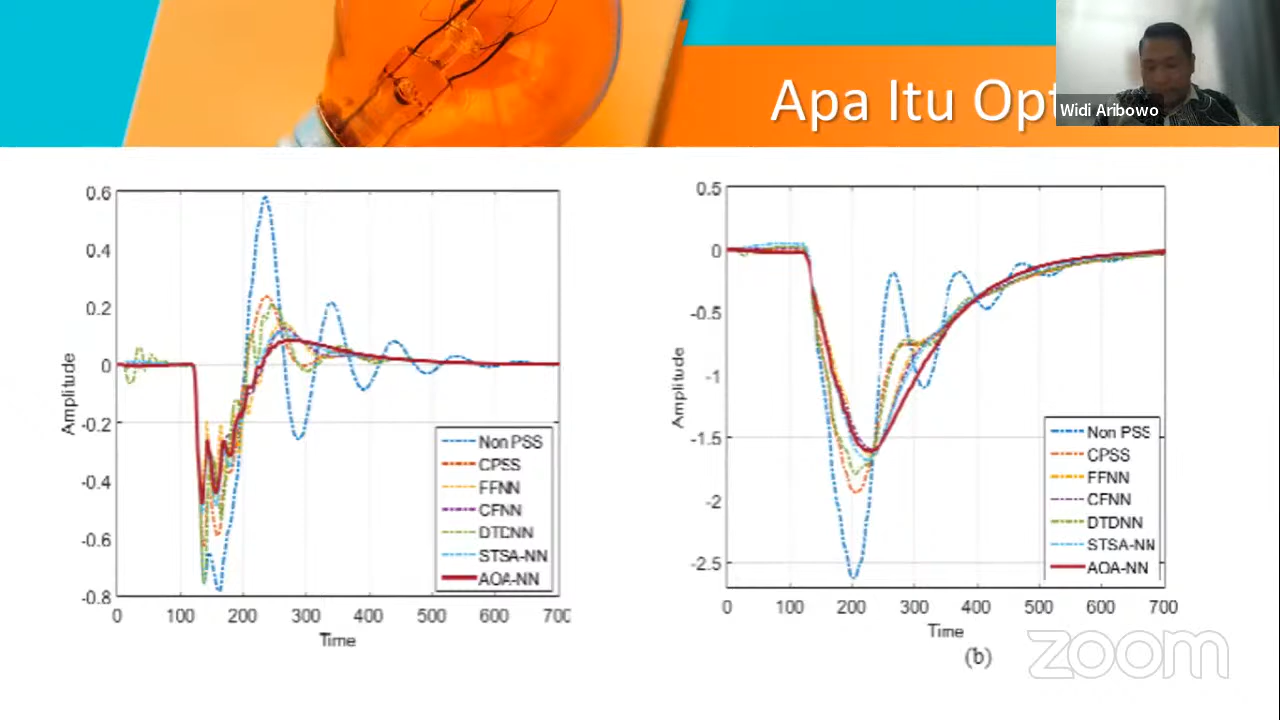 Apa Itu Opt
Widi Aribowo
0.6
0.4
0.2
0
-0.2
-0.4
-0.6
-0.8
Amplitude
0 100 200 300 400 500 600 700
Time
Non PSS
CPSS
FFNN
CFNN
DTDNN
STSA-NN
AOA-NN
0.5
0
-0.5
-1
-1.5
-2
-2.5
Amplitude
0 100 200 300 400 500 600 700
Time
Non PSS
CPSS
FFNN
CFNN
DTDNN
STSA-NN
AOA-NN
(b)
zoom